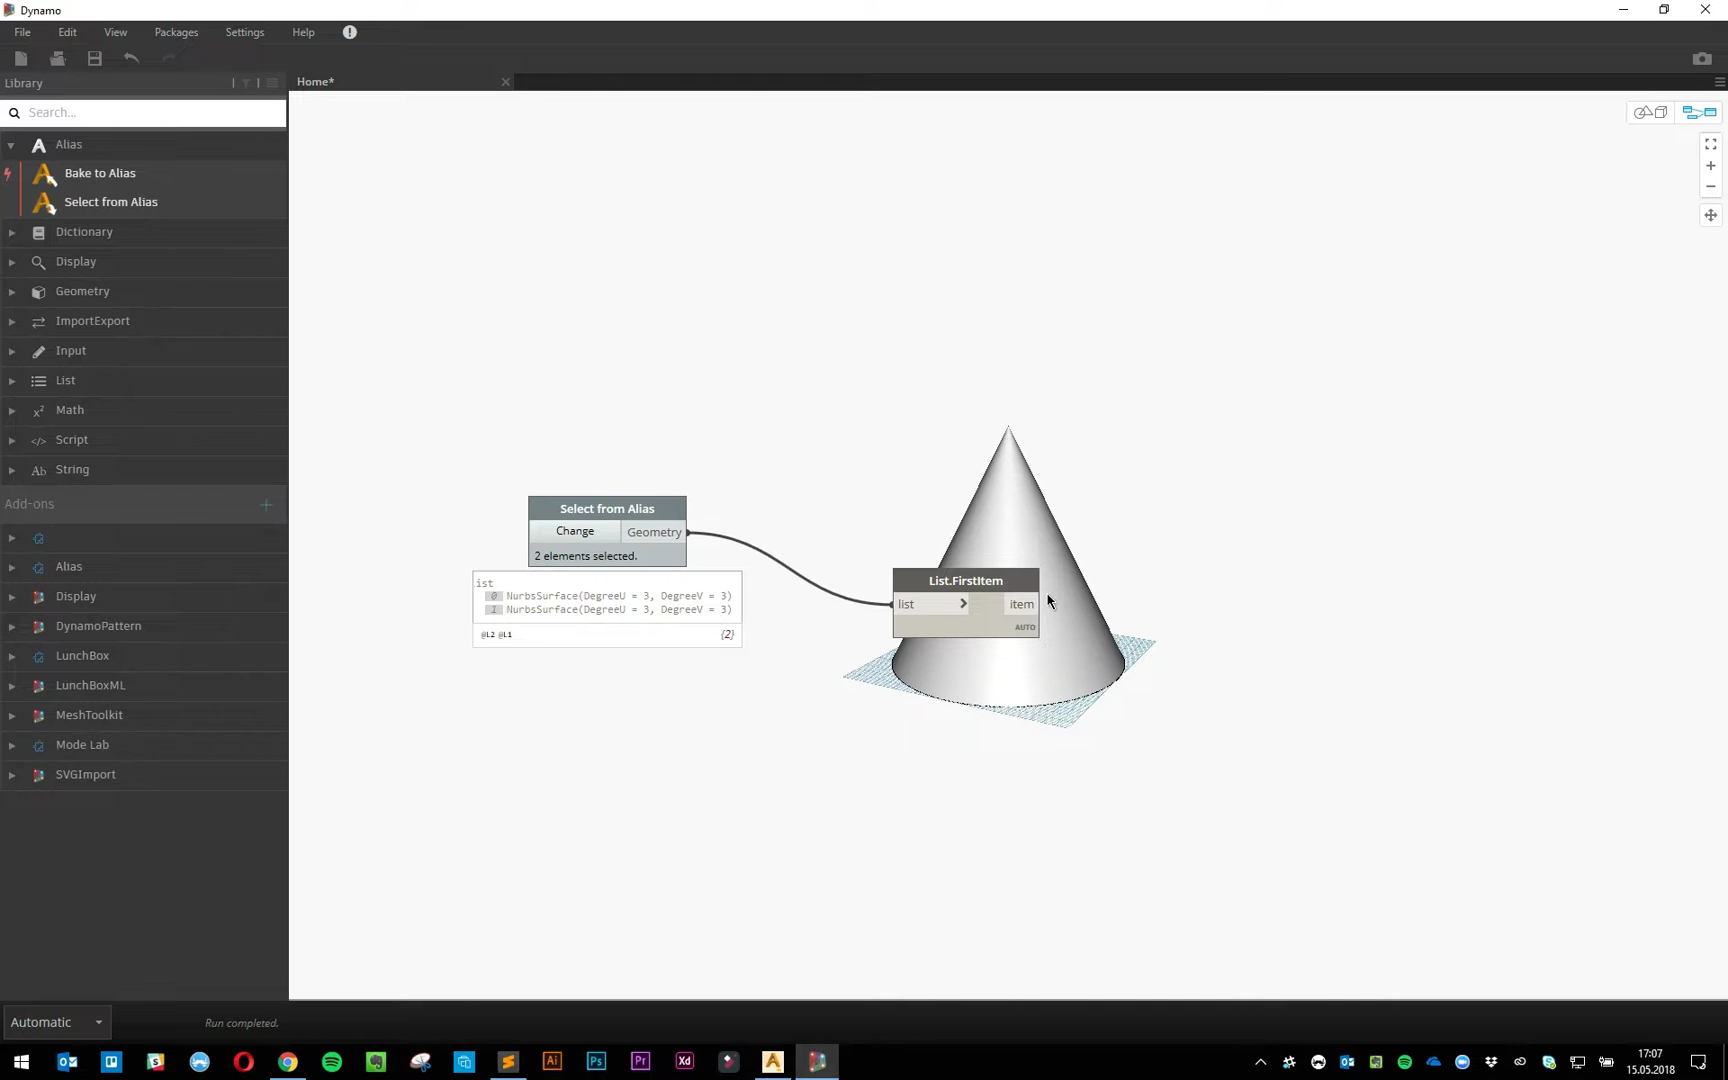 Dynamo
File Edit View Packages Settings Help
Library
Home*
Search...
Alias
Bake to Alias
Select from Alias
Dictionary
Display
Geometry
ImportExport
Input
List
Math
Script
String
Add-ons
Alias
Display
DynamoPattern
LunchBox
LunchBoxML
MeshToolkit
Mode Lab
SVGImport
Select from Alias
Change Geometry
2 elements selected.
ist
0 NurbsSurface(DegreeU = 3, DegreeV = 3)
1 NurbsSurface(DegreeU = 3, DegreeV = 3)
@L2 @L1 {2}
List.FirstItem
list > item
AUTO
Automatic
Run completed.
17:07
15.05.2018